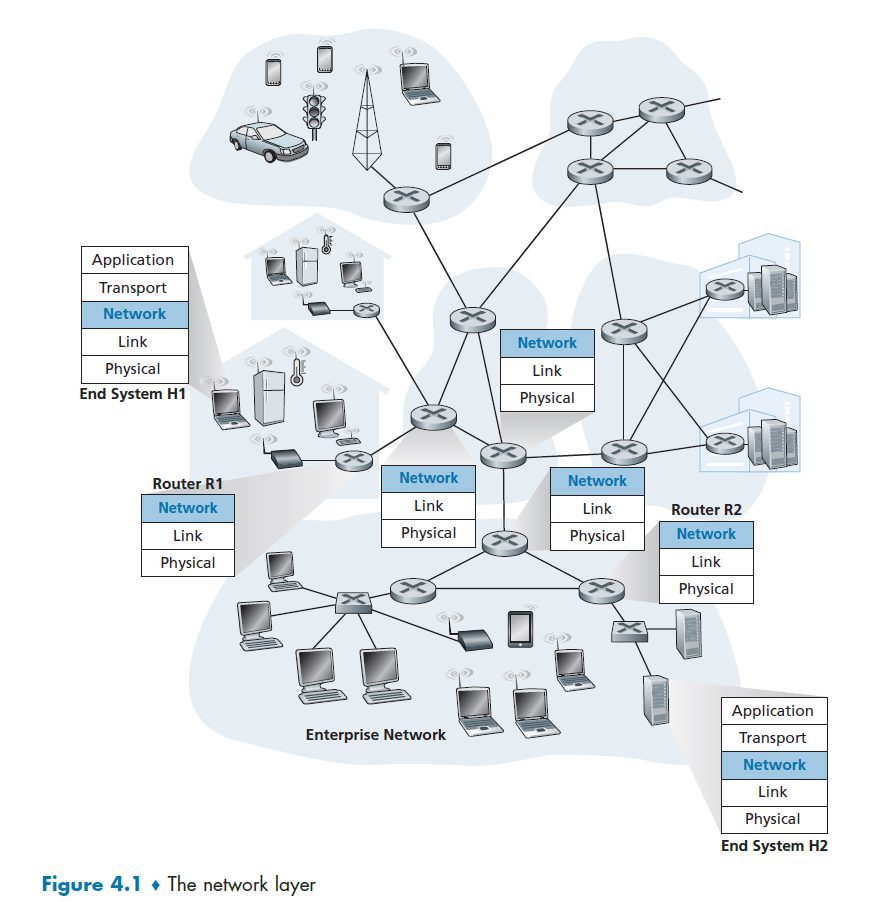 Application
Transport
Network
Link
Physical
End System H1
Network
Link
Physical
Router R1
Network
Link
Physical
Network
Link
Physical
Network
Link
Physical
Router R2
Network
Link
Physical
Enterprise Network
Application
Transport
Network
Link
Physical
End System H2
Figure 4.1 ♦ The network layer